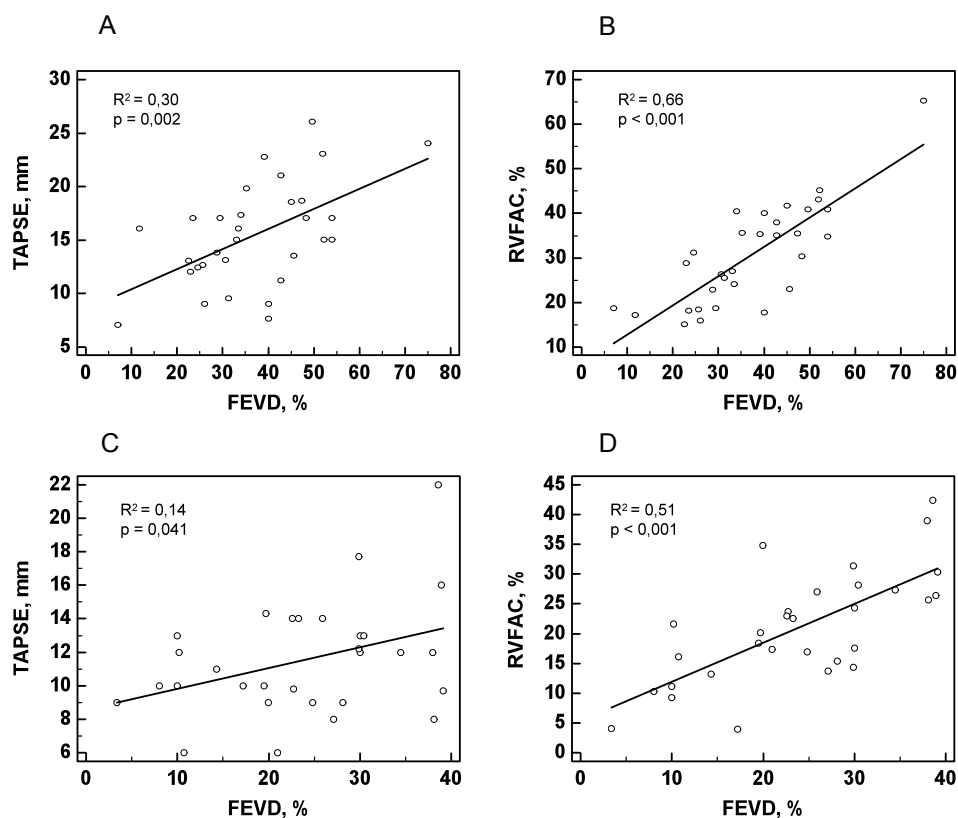 A
30
25
20
15
10
5
TAPSE, mm
R² = 0,30
p = 0,002
0 10 20 30 40 50 60 70 80
FEVD, %
B
70
60
50
40
30
20
10
RVFAC, %
R² = 0,66
p < 0,001
0 10 20 30 40 50 60 70 80
FEVD, %
C
22
20
18
16
14
12
10
8
6
TAPSE, mm
R² = 0,14
p = 0,041
0 10 20 30 40
FEVD, %
D
45
40
35
30
25
20
15
10
5
0
RVFAC, %
R² = 0,51
p < 0,001
0 10 20 30 40
FEVD, %